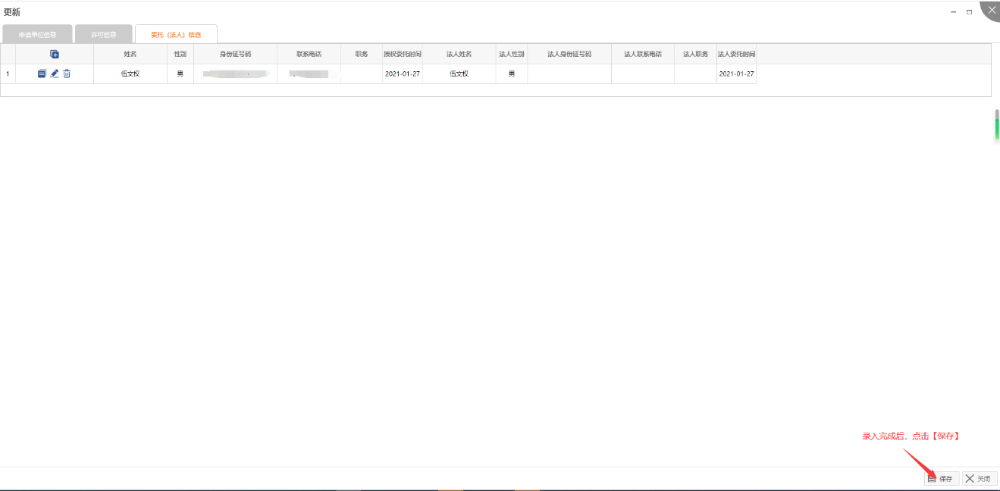 更新
申请单位信息 许可信息 委托（法人）信息
姓名 性别 身份证号码 联系电话 职务 授权委托时间 法人姓名 法人性别 法人身份证号码 法人联系电话 法人职务 法人委托时间
1 伍文权 男 2021-01-27 伍文权 男 2021-01-27
录入完成后，点击【保存】
保存 关闭